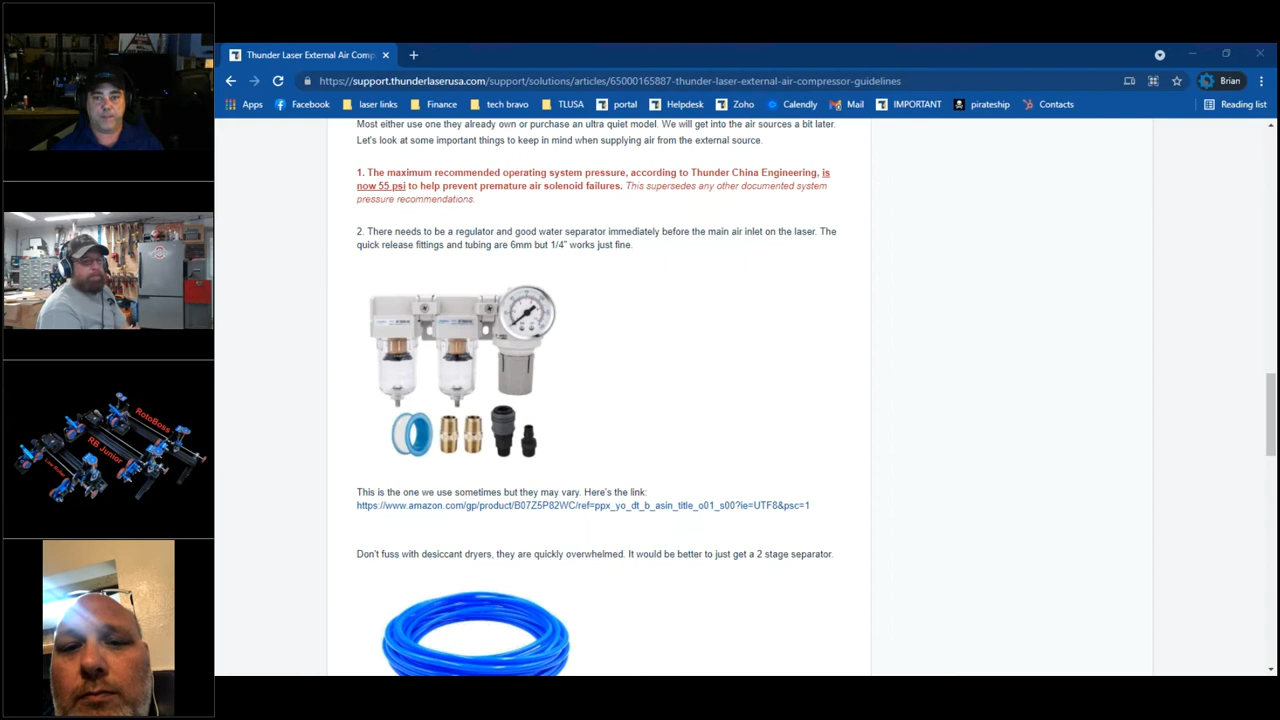 Thunder Laser External Air Comp
https://support.thunderlaserusa.com/support/solutions/articles/65000165887-thunder-laser-external-air-compressor-guidelines
Brian
Apps Facebook laser links Finance tech bravo TLUSA portal Helpdesk Zoho Calendly Mail IMPORTANT pirateship Contacts Reading list
Most either use one they already own or purchase an ultra quiet model. We will get into the air sources a bit later.
Let's look at some important things to keep in mind when supplying air from the external source.
1. The maximum recommended operating system pressure, according to Thunder China Engineering, is
now 55 psi to help prevent premature air solenoid failures. This supersedes any other documented system
pressure recommendations.
2. There needs to be a regulator and good water separator immediately before the main air inlet on the laser. The
quick release fittings and tubing are 6mm but 1/4" works just fine.
This is the one we use sometimes but they may vary. Here's the link:
https://www.amazon.com/gp/product/B07Z5P82WC/ref=ppx_yo_dt_b_asin_title_o01_s00?ie=UTF8&psc=1
Don't fuss with desiccant dryers, they are quickly overwhelmed. It would be better to just get a 2 stage separator.
RotoBoss
RB Junior